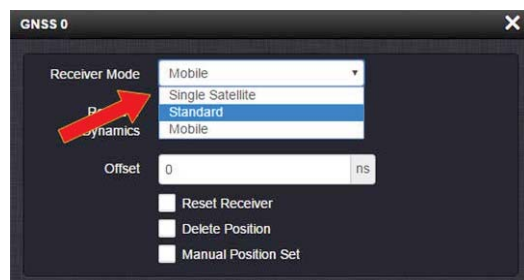 GNSS 0
Receiver Mode
Mobile
Single Satellite
Standard
Dynamics
Mobile
Offset
0
ns
Reset Receiver
Delete Position
Manual Position Set